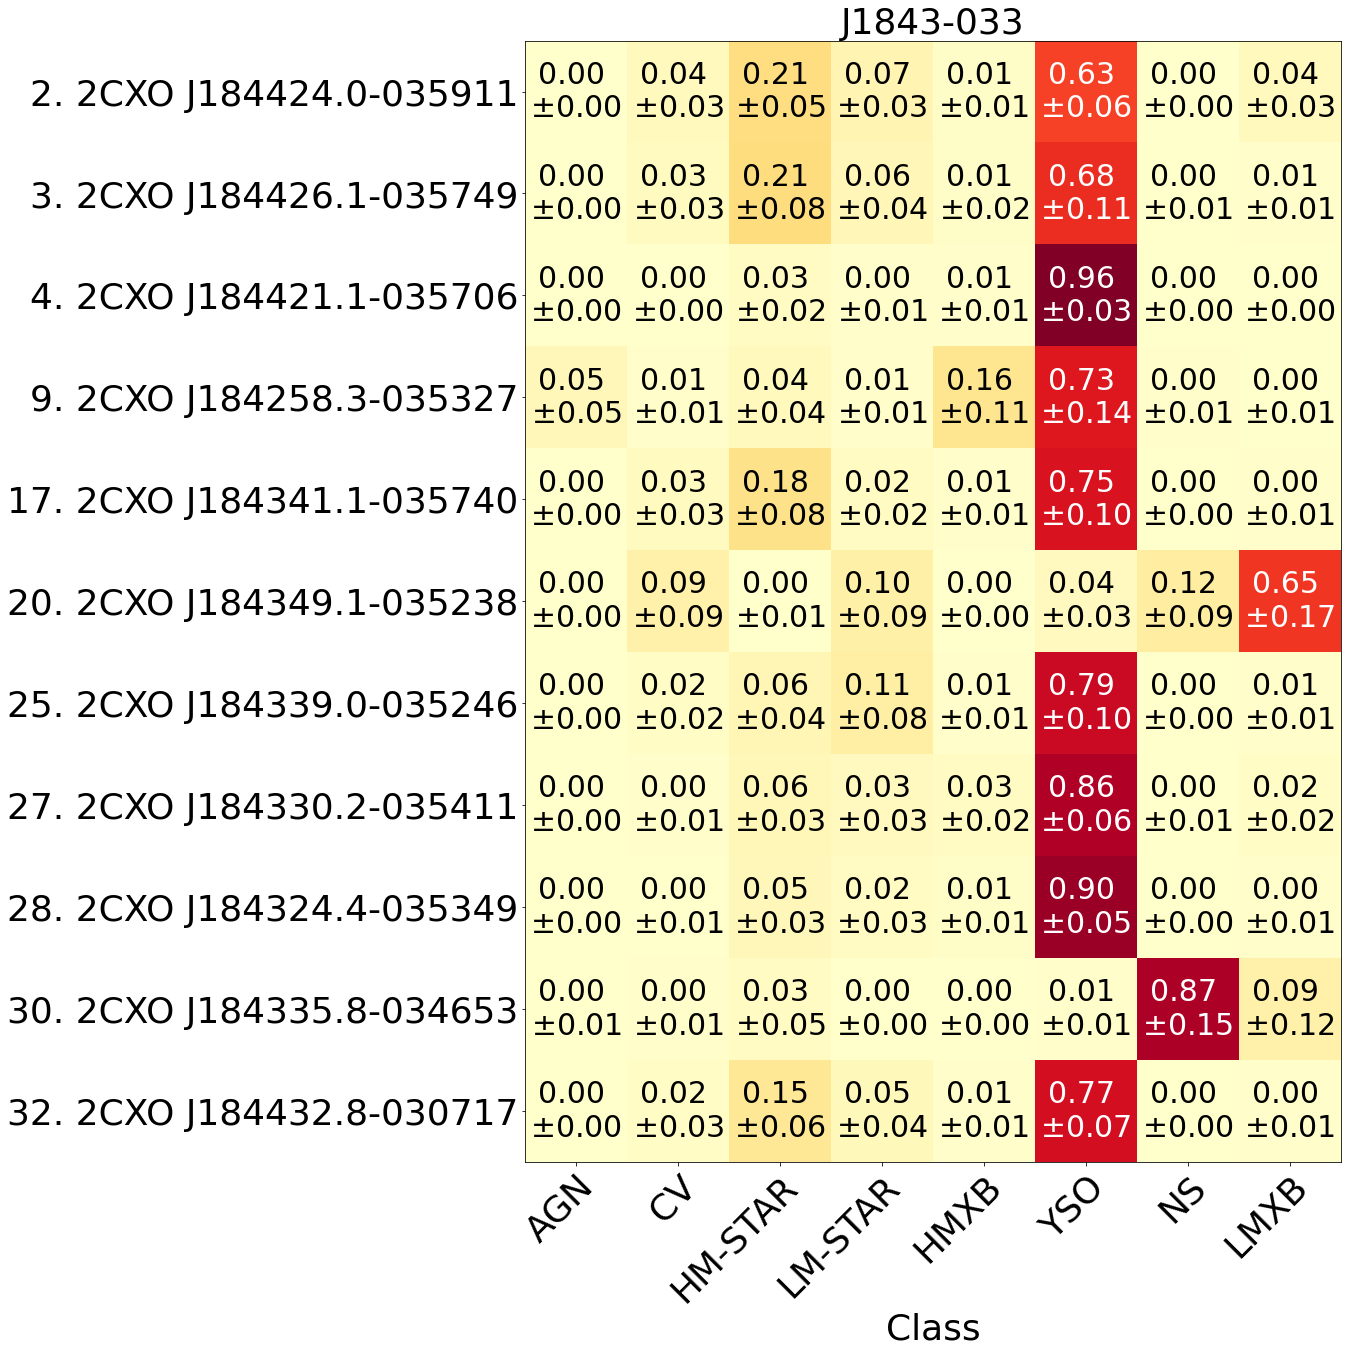 J1843-033
2. 2CXO J184424.0-035911 0.00 0.04 0.21 0.07 0.01 0.63 0.00 0.04
±0.00 ±0.03 ±0.05 ±0.03 ±0.01 ±0.06 ±0.00 ±0.03
3. 2CXO J184426.1-035749 0.00 0.03 0.21 0.06 0.01 0.68 0.00 0.01
±0.00 ±0.03 ±0.08 ±0.04 ±0.02 ±0.11 ±0.01 ±0.01
4. 2CXO J184421.1-035706 0.00 0.00 0.03 0.00 0.01 0.96 0.00 0.00
±0.00 ±0.00 ±0.02 ±0.01 ±0.01 ±0.03 ±0.00 ±0.00
9. 2CXO J184258.3-035327 0.05 0.01 0.04 0.01 0.16 0.73 0.00 0.00
±0.05 ±0.01 ±0.04 ±0.01 ±0.11 ±0.14 ±0.01 ±0.01
17. 2CXO J184341.1-035740 0.00 0.03 0.18 0.02 0.01 0.75 0.00 0.00
±0.00 ±0.03 ±0.08 ±0.02 ±0.01 ±0.10 ±0.00 ±0.01
20. 2CXO J184349.1-035238 0.00 0.09 0.00 0.10 0.00 0.04 0.12 0.65
±0.00 ±0.09 ±0.01 ±0.09 ±0.00 ±0.03 ±0.09 ±0.17
25. 2CXO J184339.0-035246 0.00 0.02 0.06 0.11 0.01 0.79 0.00 0.01
±0.00 ±0.02 ±0.04 ±0.08 ±0.01 ±0.10 ±0.00 ±0.01
27. 2CXO J184330.2-035411 0.00 0.00 0.06 0.03 0.03 0.86 0.00 0.02
±0.00 ±0.01 ±0.03 ±0.03 ±0.02 ±0.06 ±0.01 ±0.02
28. 2CXO J184324.4-035349 0.00 0.00 0.05 0.02 0.01 0.90 0.00 0.00
±0.00 ±0.01 ±0.03 ±0.03 ±0.01 ±0.05 ±0.00 ±0.01
30. 2CXO J184335.8-034653 0.00 0.00 0.03 0.00 0.00 0.01 0.87 0.09
±0.01 ±0.01 ±0.05 ±0.00 ±0.00 ±0.01 ±0.15 ±0.12
32. 2CXO J184432.8-030717 0.00 0.02 0.15 0.05 0.01 0.77 0.00 0.00
±0.00 ±0.03 ±0.06 ±0.04 ±0.01 ±0.07 ±0.00 ±0.01
AGN CV HM-STAR LM-STAR HMXB YSO NS LMXB
Class